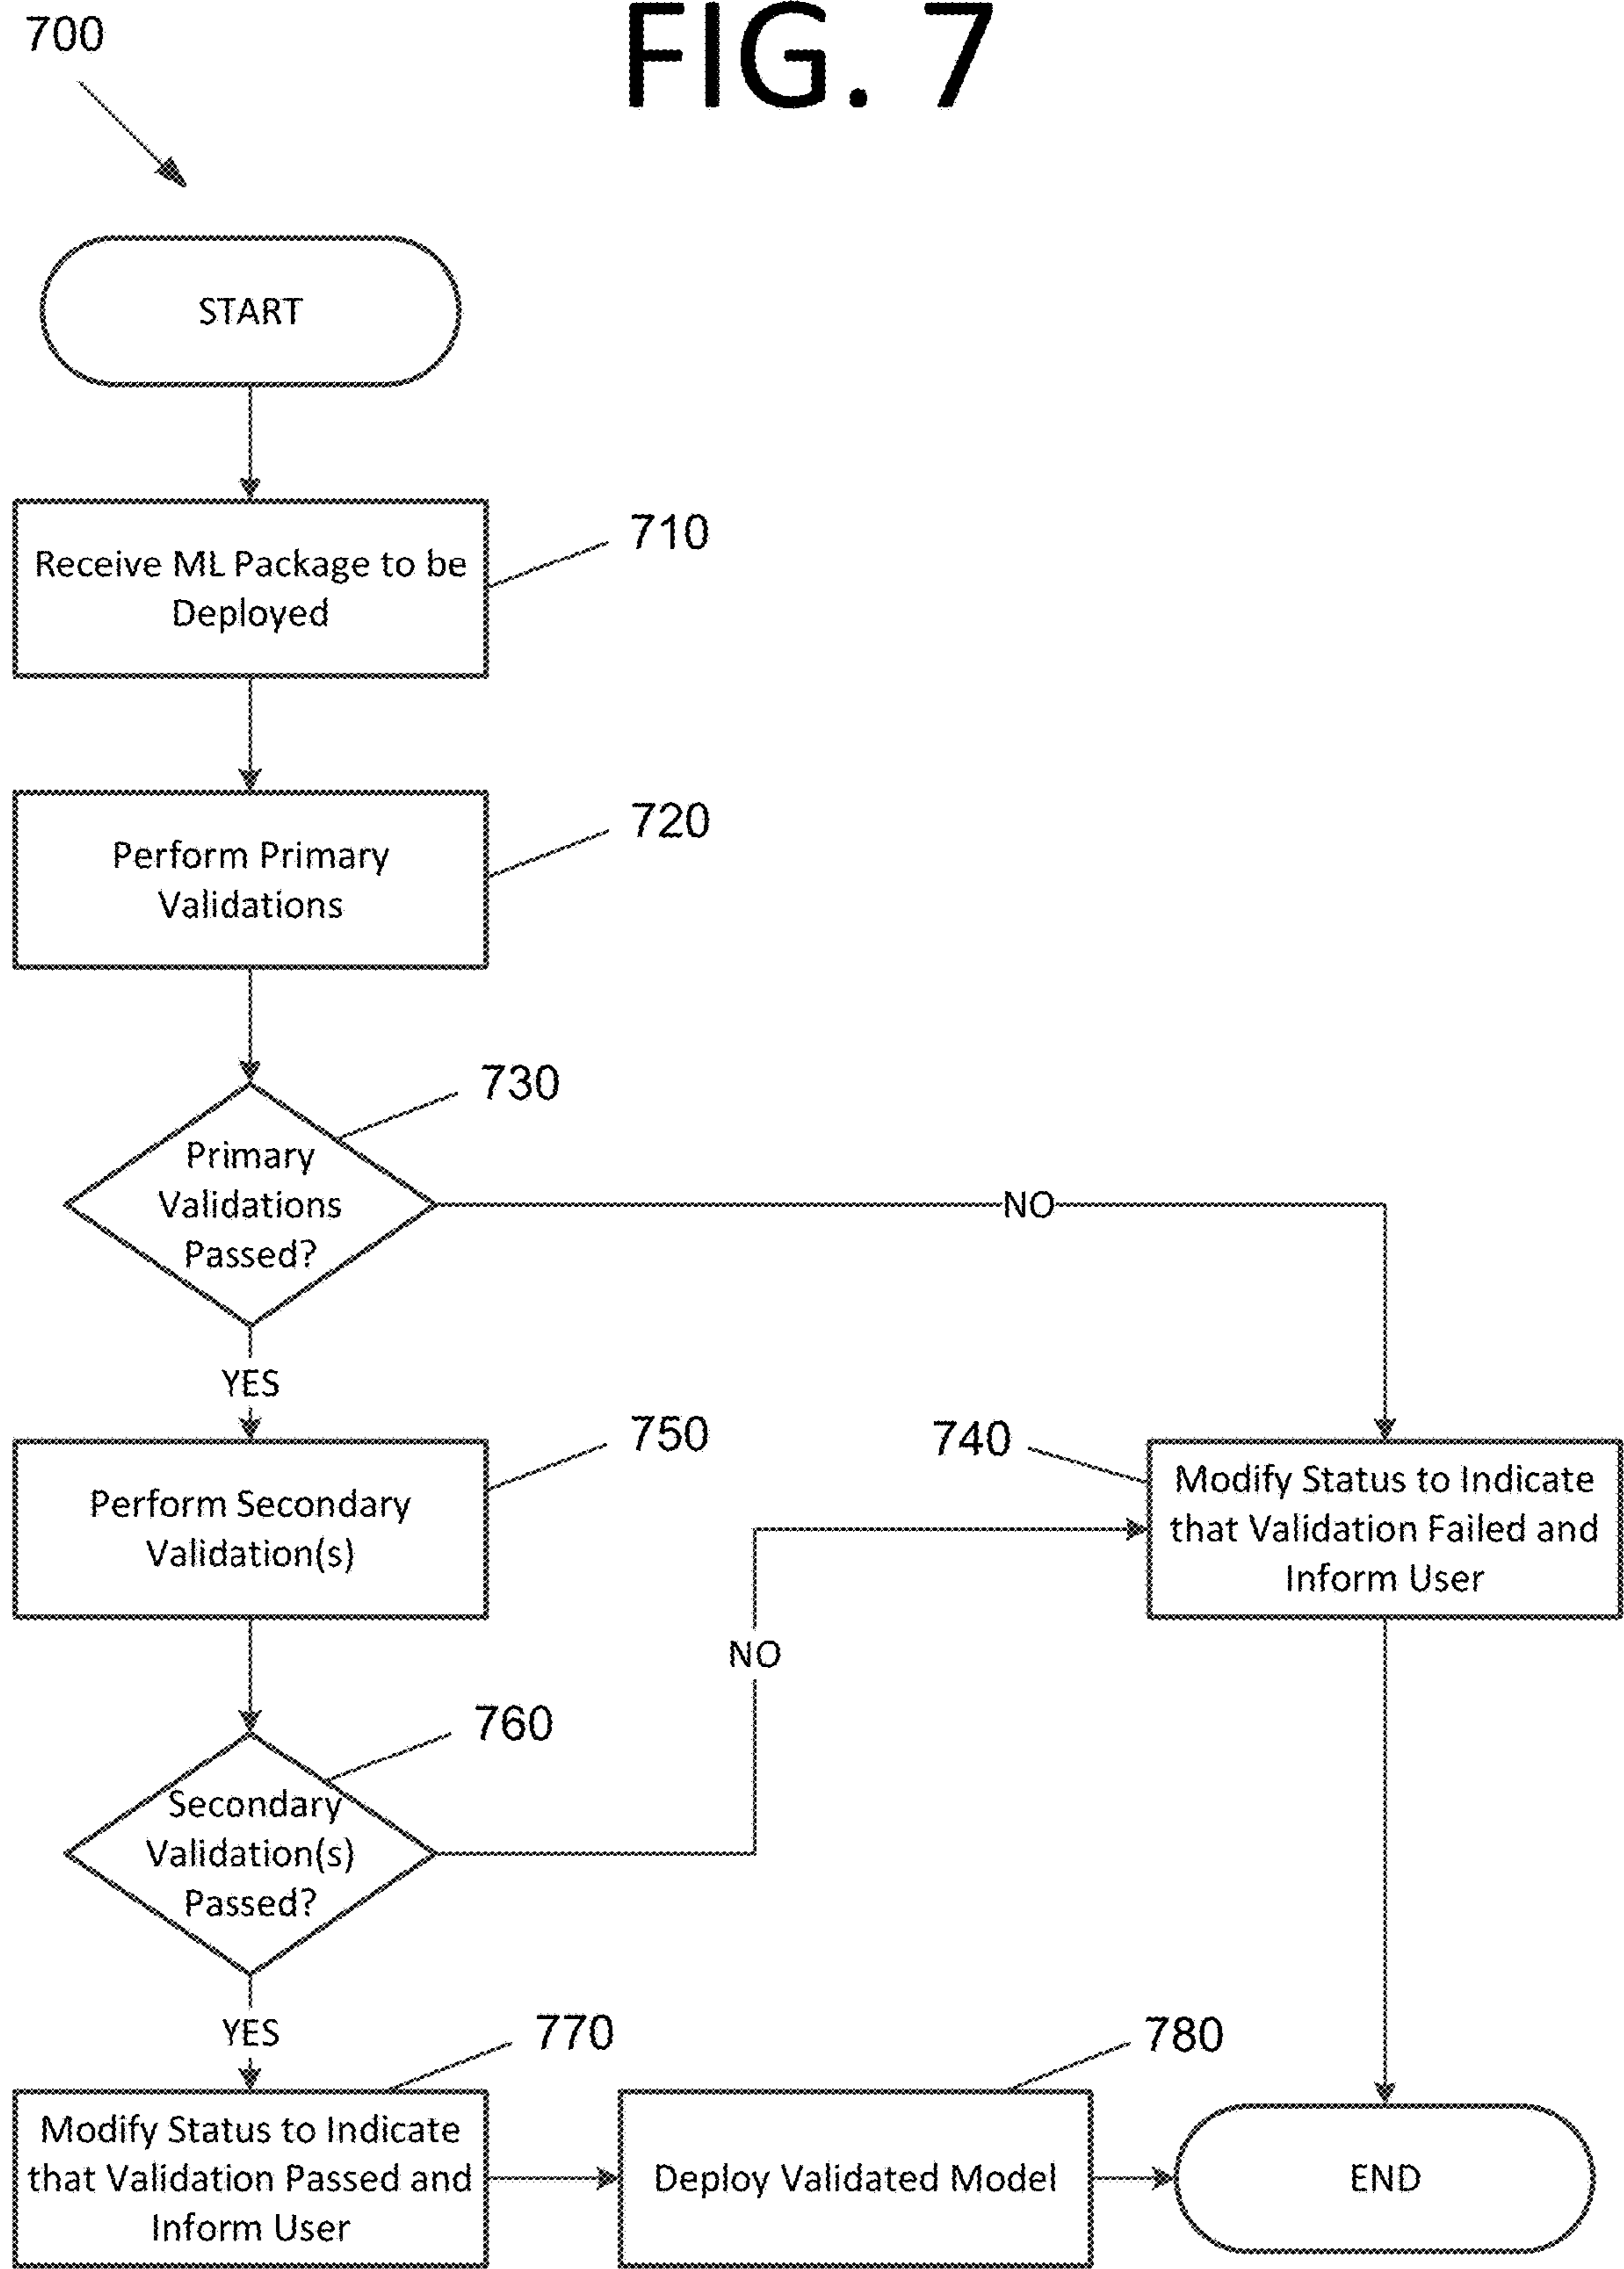 700
FIG. 7
START
Receive ML Package to be
Deployed
710
Perform Primary
Validations
720
730
Primary
Validations
Passed?
NO
YES
750
Perform Secondary
Validation(s)
740
Modify Status to Indicate
that Validation Failed and
Inform User
NO
760
Secondary
Validation(s)
Passed?
YES
770
Modify Status to Indicate
that Validation Passed and
Inform User
780
Deploy Validated Model
END